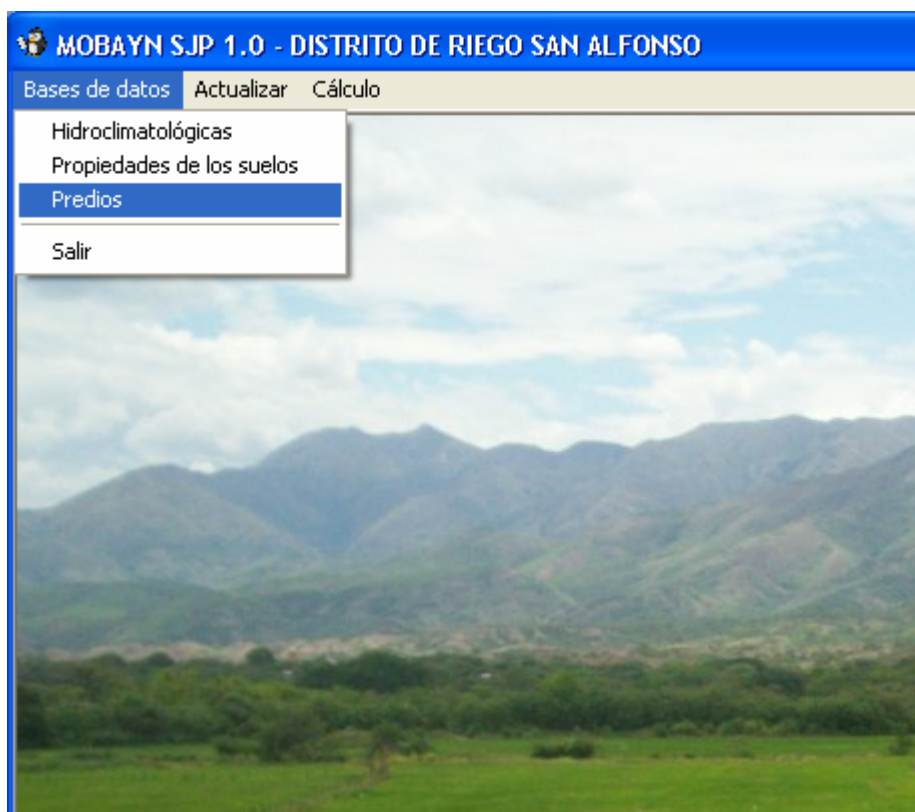 MOBAYN SJP 1.0 - DISTRITO DE RIEGO SAN ALFONSO
Bases de datos Actualizar Cálculo
Hidroclimatológicas
Propiedades de los suelos
Predios
Salir